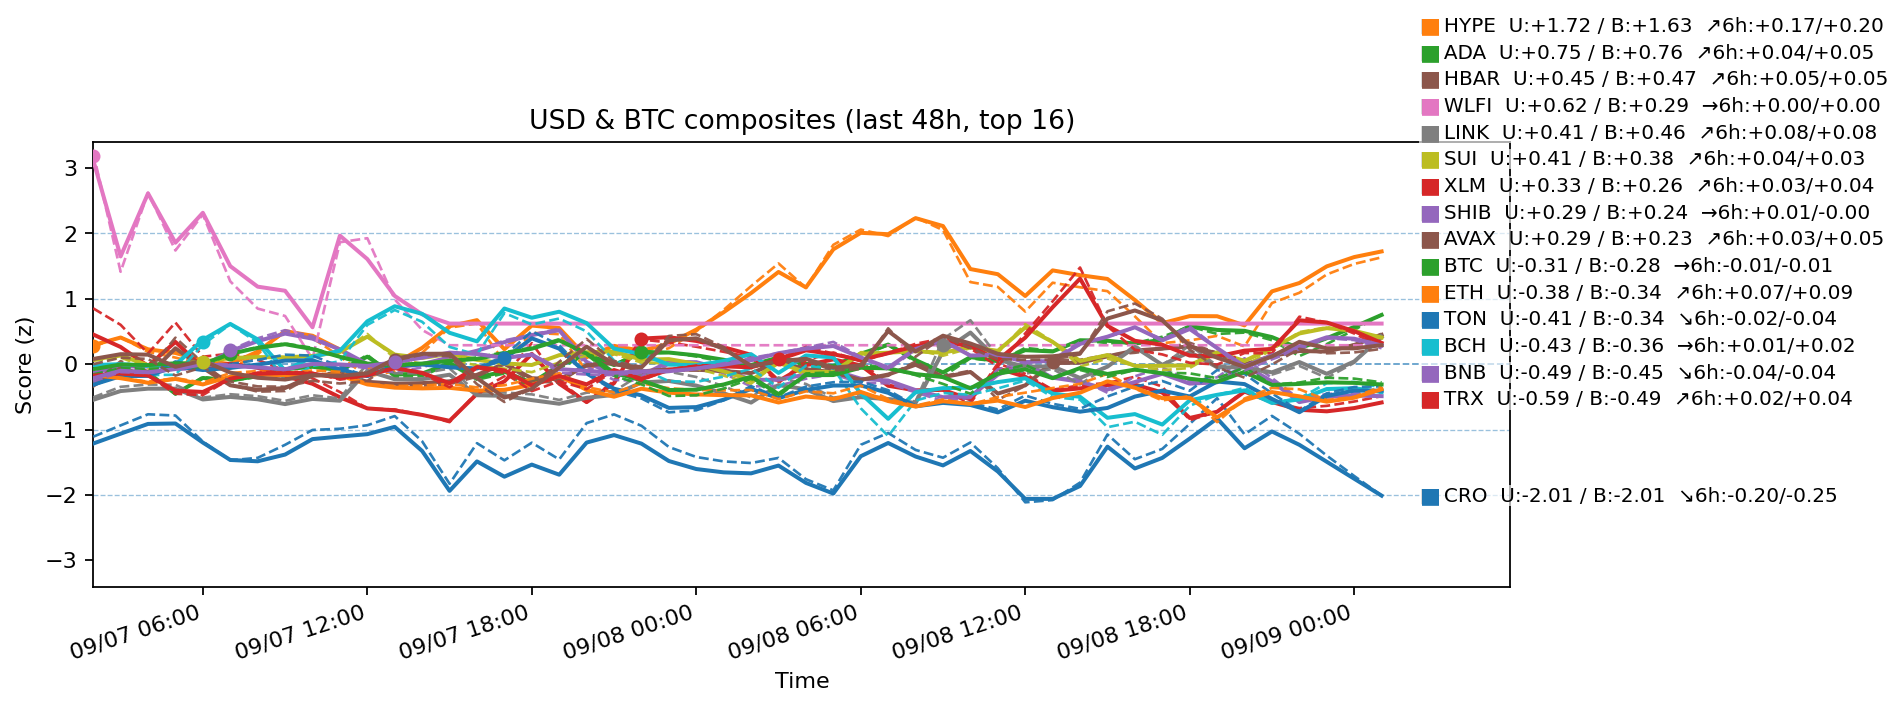 HYPE  U:+1.72 / B:+1.63  ↗6h:+0.17/+0.20
ADA  U:+0.75 / B:+0.76  ↗6h:+0.04/+0.05
HBAR  U:+0.45 / B:+0.47  ↗6h:+0.05/+0.05
WLFI  U:+0.62 / B:+0.29  →6h:+0.00/+0.00
LINK  U:+0.41 / B:+0.46  ↗6h:+0.08/+0.08
SUI  U:+0.41 / B:+0.38  ↗6h:+0.04/+0.03
XLM  U:+0.33 / B:+0.26  ↗6h:+0.03/+0.04
SHIB  U:+0.29 / B:+0.24  →6h:+0.01/-0.00
AVAX  U:+0.29 / B:+0.23  ↗6h:+0.03/+0.05
BTC  U:-0.31 / B:-0.28  →6h:-0.01/-0.01
ETH  U:-0.38 / B:-0.34  ↗6h:+0.07/+0.09
TON  U:-0.41 / B:-0.34  ↘6h:-0.02/-0.04
BCH  U:-0.43 / B:-0.36  →6h:+0.01/+0.02
BNB  U:-0.49 / B:-0.45  ↘6h:-0.04/-0.04
TRX  U:-0.59 / B:-0.49  ↗6h:+0.02/+0.04
CRO  U:-2.01 / B:-2.01  ↘6h:-0.20/-0.25
USD & BTC composites (last 48h, top 16)
Score (z)
3
2
1
0
−1
−2
−3
09/07 06:00
09/07 12:00
09/07 18:00
09/08 00:00
09/08 06:00
09/08 12:00
09/08 18:00
09/09 00:00
Time